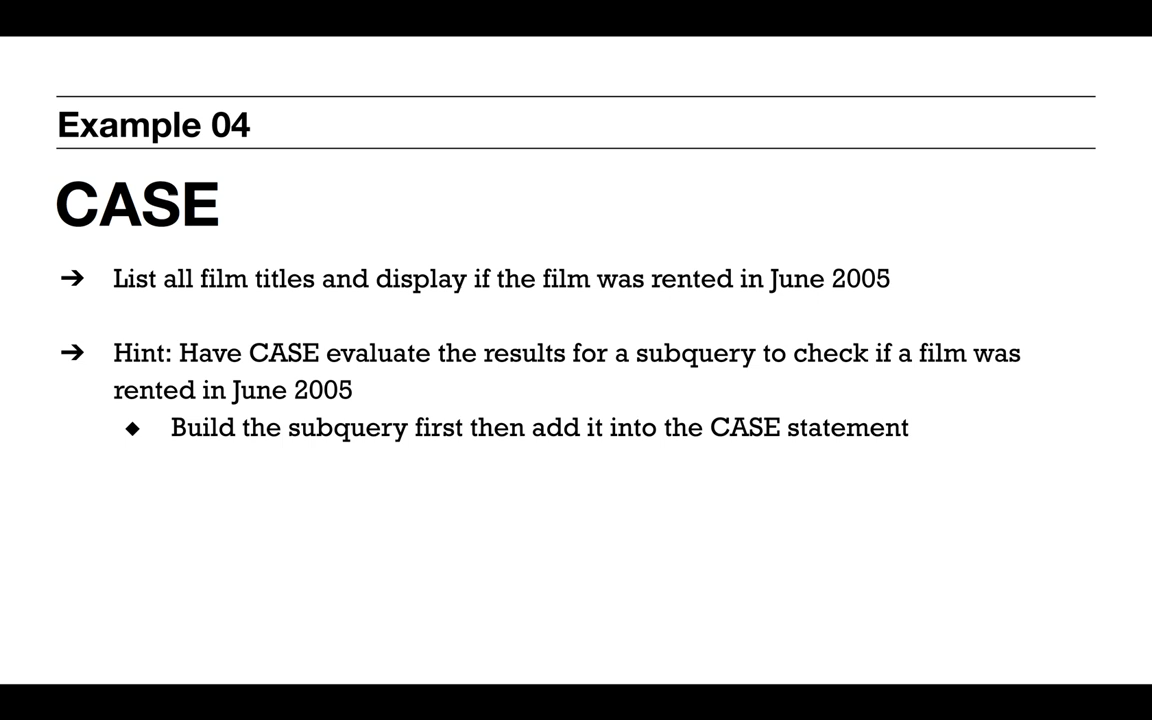 Example 04
CASE
➔ List all film titles and display if the film was rented in June 2005
➔ Hint: Have CASE evaluate the results for a subquery to check if a film was
rented in June 2005
◆ Build the subquery first then add it into the CASE statement